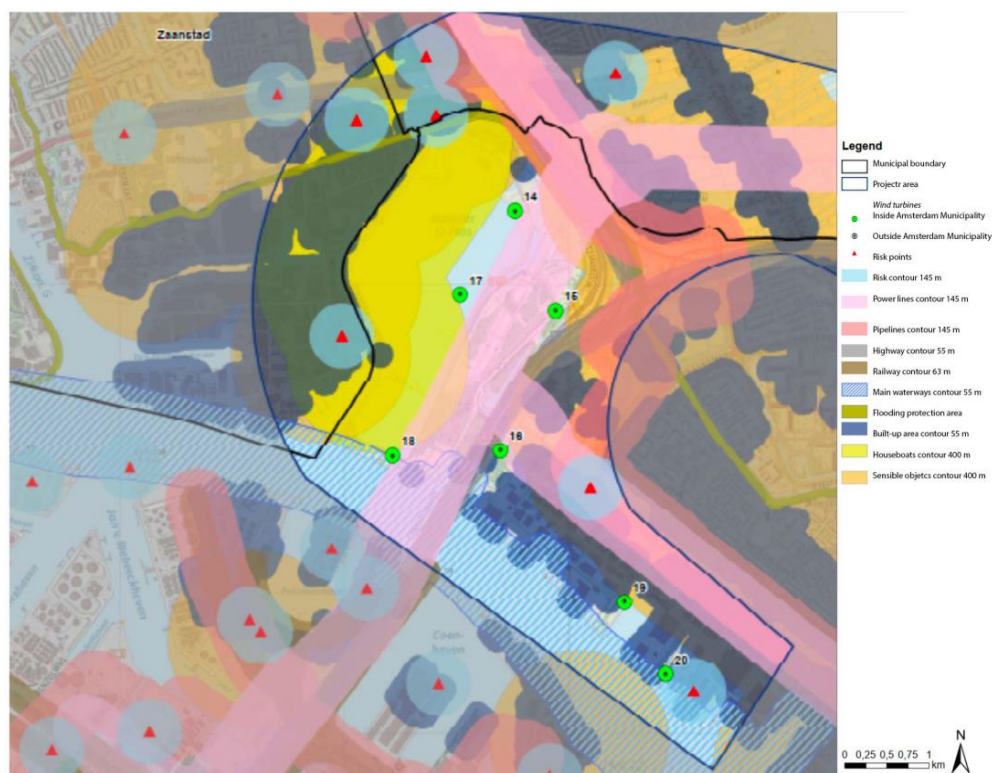 Zaanstad
14
17
15
18
16
19
20
Coen-
haven
Legend
Municipal boundary
Projectr area
Wind turbines
Inside Amsterdam Municipality
Outside Amsterdam Municipality
Risk points
Risk contour 145 m
Power lines contour 145 m
Pipelines contour 145 m
Highway contour 55 m
Railway contour 63 m
Main waterways contour 55 m
Flooding protection area
Built-up area contour 55 m
Houseboats contour 400 m
Sensible objetcs contour 400 m
N
0 0,25 0,5 0,75 1
km